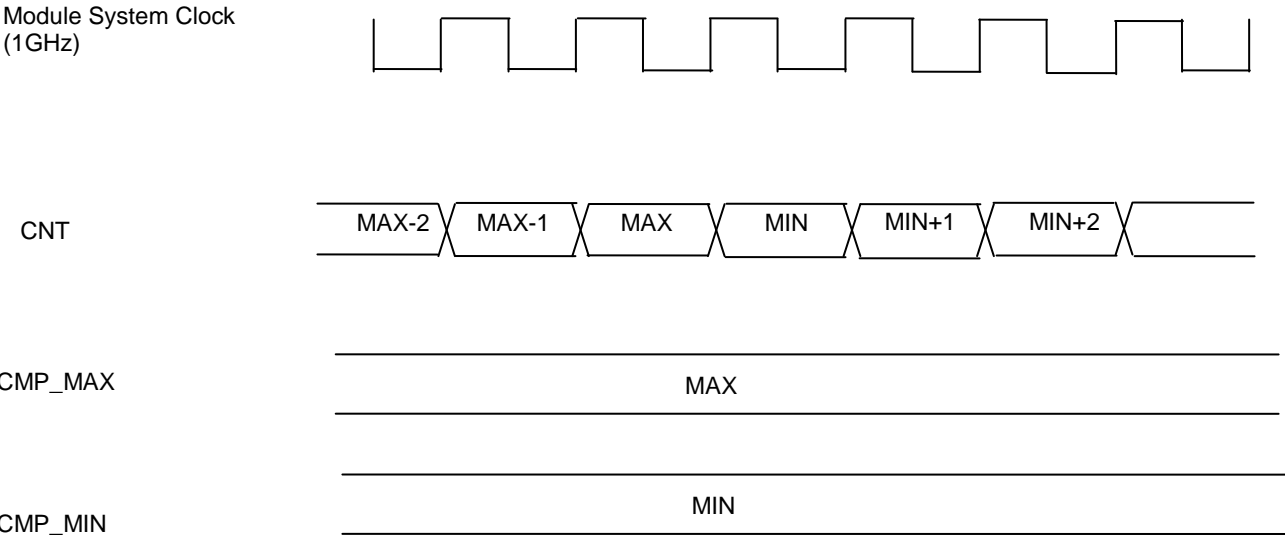 Module System Clock
(1GHz)
CNT
MAX-2 MAX-1 MAX MIN MIN+1 MIN+2
CMP_MAX
MAX
CMP_MIN
MIN